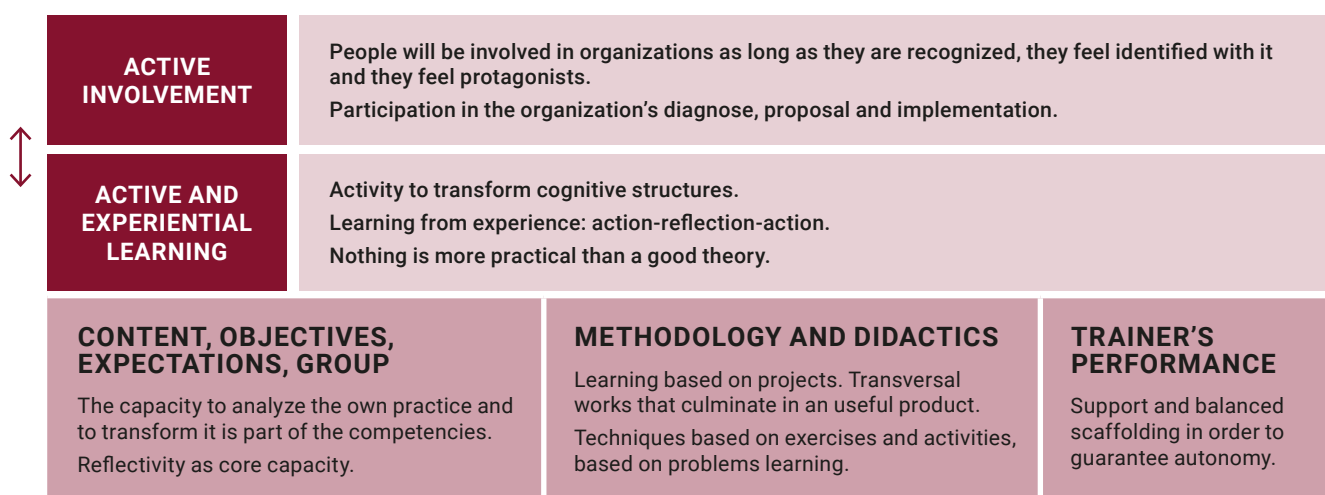 ACTIVE
INVOLVEMENT
People will be involved in organizations as long as they are recognized, they feel identified with it
and they feel protagonists.
Participation in the organization's diagnose, proposal and implementation.
ACTIVE AND
EXPERIENTIAL
LEARNING
Activity to transform cognitive structures.
Learning from experience: action-reflection-action.
Nothing is more practical than a good theory.
CONTENT, OBJECTIVES,
EXPECTATIONS, GROUP
The capacity to analyze the own practice and
to transform it is part of the competencies.
Reflectivity as core capacity.
METHODOLOGY AND DIDACTICS
Learning based on projects. Transversal
works that culminate in an useful product.
Techniques based on exercises and activities,
based on problems learning.
TRAINER'S
PERFORMANCE
Support and balanced
scaffolding in order to
guarantee autonomy.